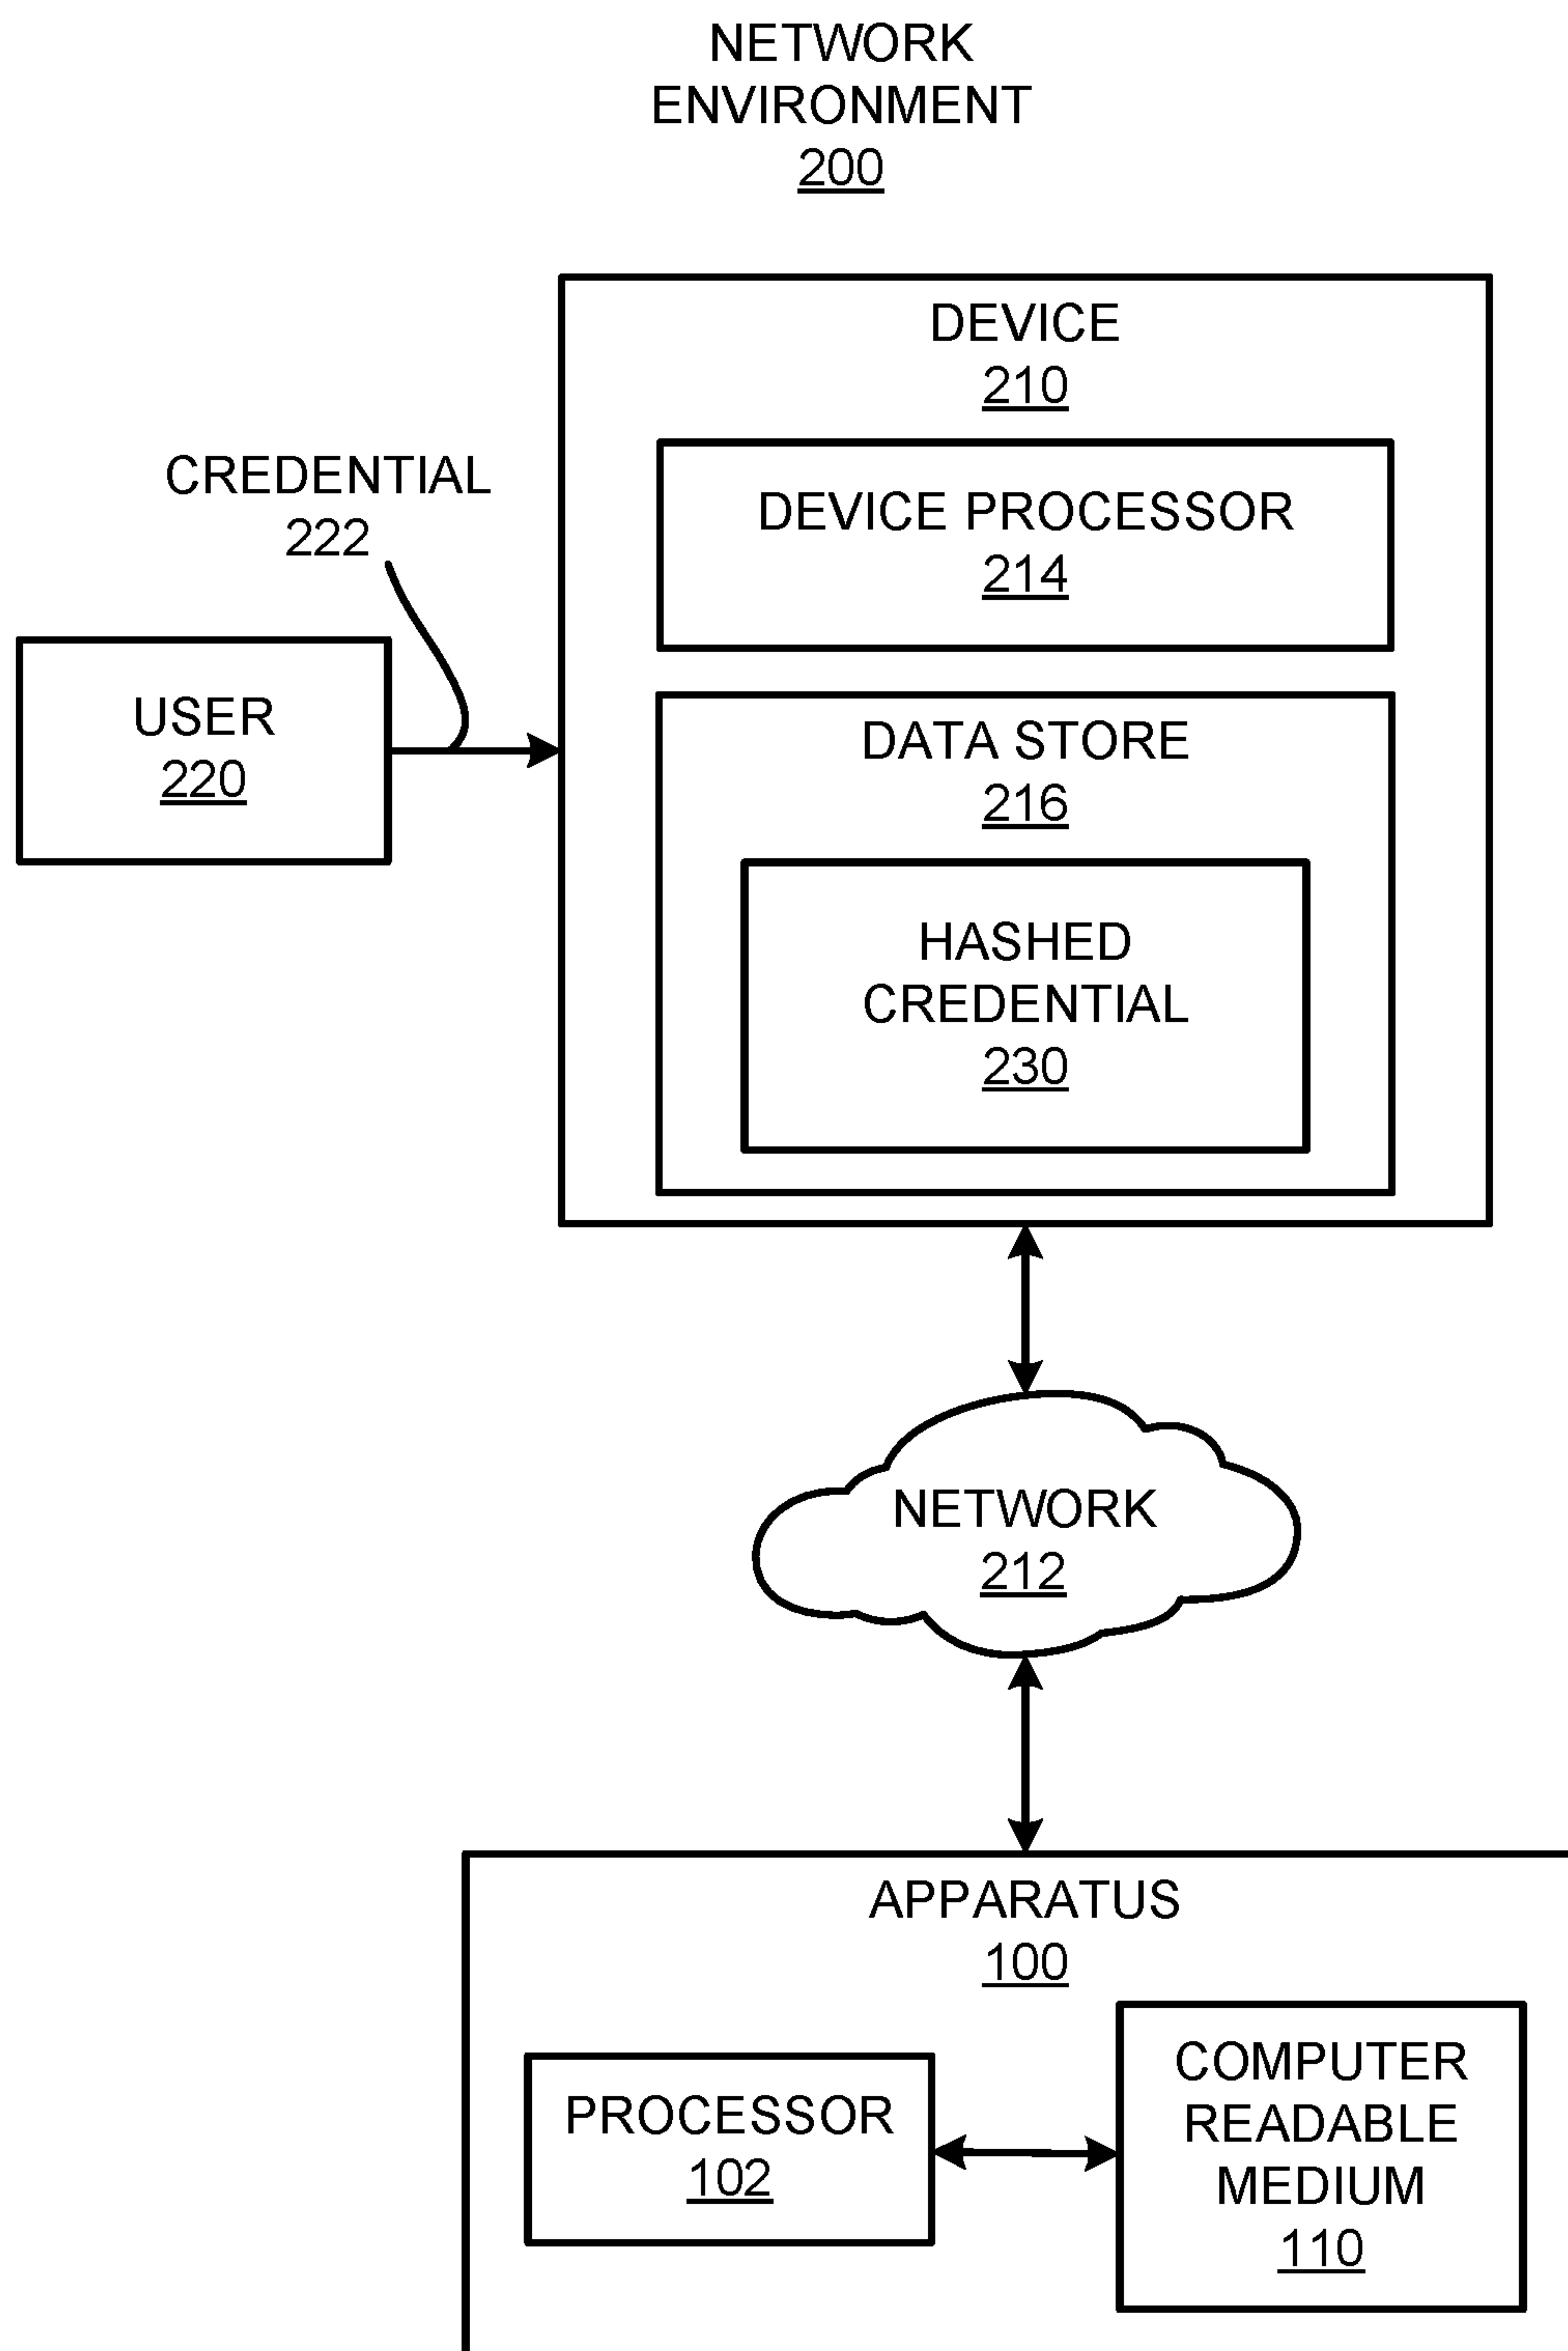 NETWORK
ENVIRONMENT
200
DEVICE
210
CREDENTIAL
222
DEVICE PROCESSOR
214
USER
220
DATA STORE
216
HASHED
CREDENTIAL
230
NETWORK
212
APPARATUS
100
PROCESSOR
102
COMPUTER
READABLE
MEDIUM
110